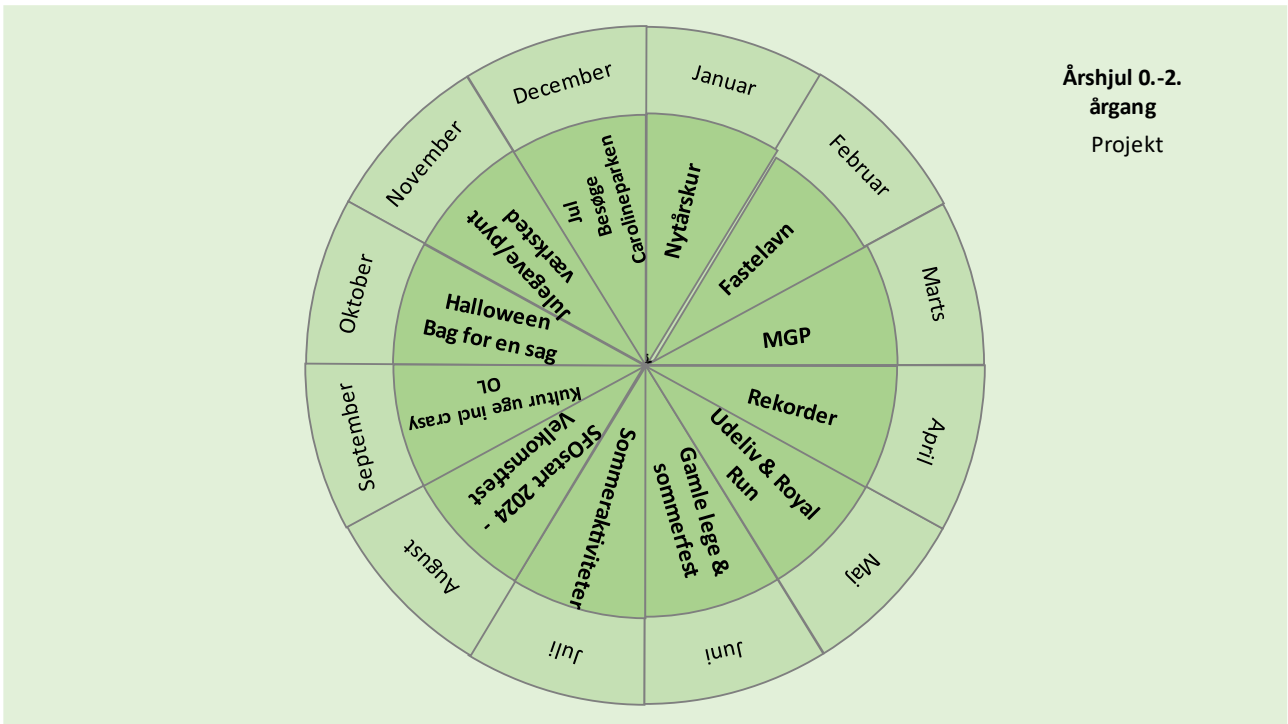 Årshjul 0.-2.
årgang
Projekt
Januar
Nytårskur
Februar
Fastelavn
Marts
MGP
April
Rekorder
Maj
Udeliv & Royal
Run
Juni
Gamle lege &
sommerfest
Juli
Sommeraktiviteter
August
SFOstart 2024 -
Velkomstfest
September
Kultur uge incl crasy
OL
Oktober
Halloween
Bag for en sag
November
Julegave/pynt
værksted
December
Jul
Besøge
Carolineparken